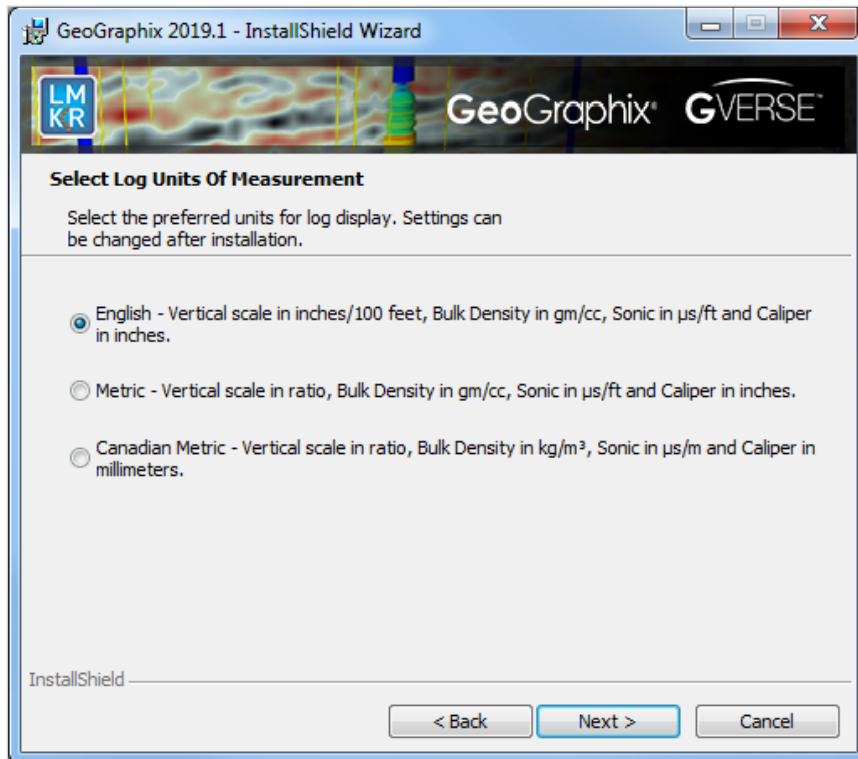 GeoGraphix 2019.1 - InstallShield Wizard
LM
KR
GeoGraphix® GVERSE™
Select Log Units Of Measurement
Select the preferred units for log display. Settings can
be changed after installation.
English - Vertical scale in inches/100 feet, Bulk Density in gm/cc, Sonic in µs/ft and Caliper
in inches.
Metric - Vertical scale in ratio, Bulk Density in gm/cc, Sonic in µs/ft and Caliper in inches.
Canadian Metric - Vertical scale in ratio, Bulk Density in kg/m³, Sonic in µs/m and Caliper in
millimeters.
InstallShield
< Back Next > Cancel